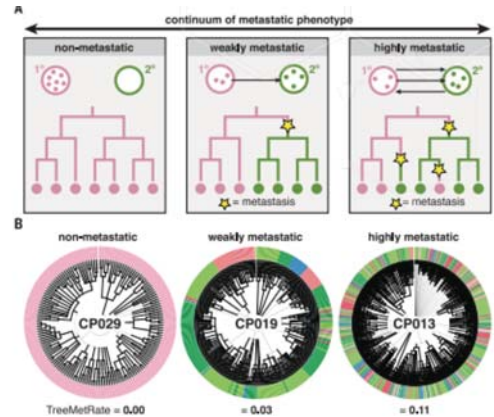 A
continuum of metastatic phenotype
non-metastatic weakly metastatic highly metastatic
1° 2° 1° 2° 1° 2°
= metastasis = metastasis
B
non-metastatic weakly metastatic highly metastatic
CP029 CP019 CP013
TreeMetRate = 0.00 = 0.03 = 0.11